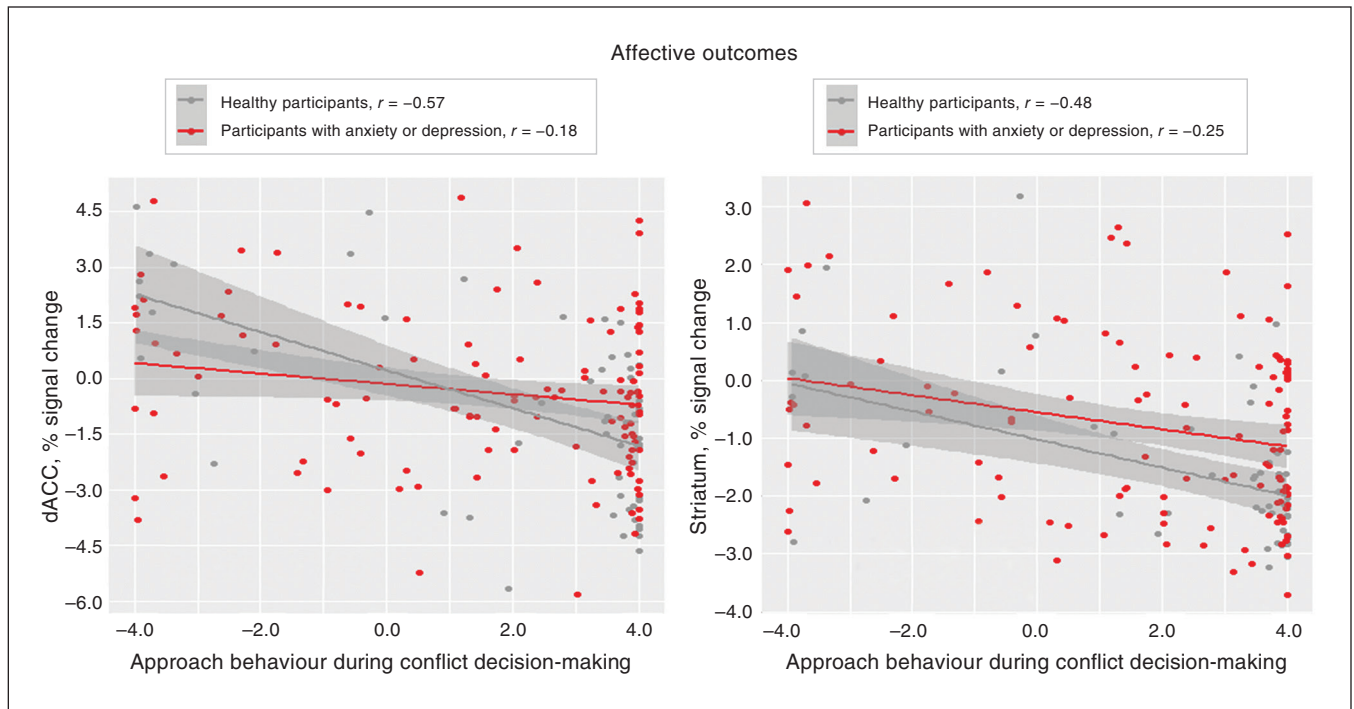 Affective outcomes
Healthy participants, r = −0.57
Participants with anxiety or depression, r = −0.18
dACC, % signal change
4.5
3.0
1.5
0.0
−1.5
−3.0
−4.5
−6.0
−4.0 −2.0 0.0 2.0 4.0
Approach behaviour during conflict decision-making
Healthy participants, r = −0.48
Participants with anxiety or depression, r = −0.25
Striatum, % signal change
3.0
2.0
1.0
0.0
−1.0
−2.0
−3.0
−4.0
−4.0 −2.0 0.0 2.0 4.0
Approach behaviour during conflict decision-making